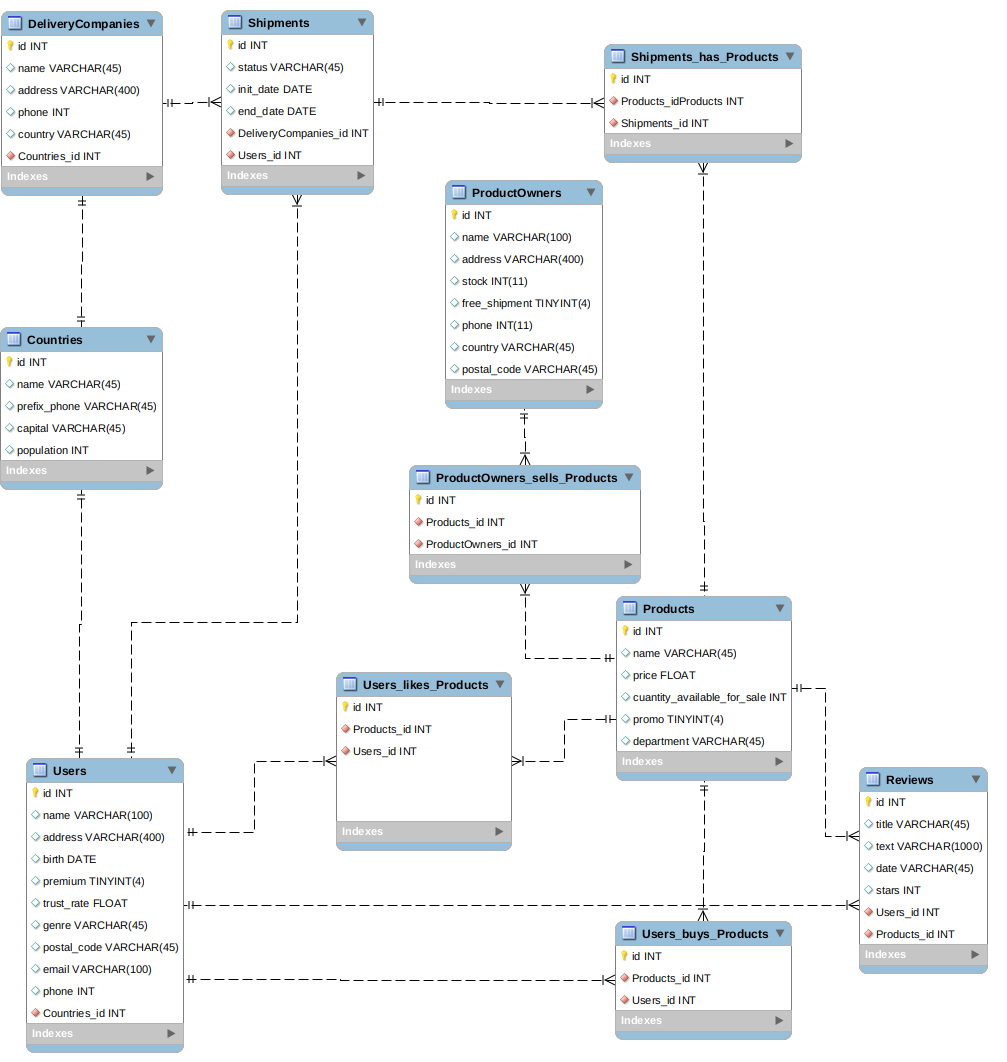 DeliveryCompanies
id INT
name VARCHAR(45)
address VARCHAR(400)
phone INT
country VARCHAR(45)
Countries_id INT
Indexes
Shipments
id INT
status VARCHAR(45)
init_date DATE
end_date DATE
DeliveryCompanies_id INT
Users_id INT
Indexes
Shipments_has_Products
id INT
Products_idProducts INT
Shipments_id INT
Indexes
ProductOwners
id INT
name VARCHAR(100)
address VARCHAR(400)
stock INT(11)
free_shipment TINYINT(4)
phone INT(11)
country VARCHAR(45)
postal_code VARCHAR(45)
Indexes
Countries
id INT
name VARCHAR(45)
prefix_phone VARCHAR(45)
capital VARCHAR(45)
population INT
Indexes
ProductOwners_sells_Products
id INT
Products_id INT
ProductOwners_id INT
Indexes
Products
id INT
name VARCHAR(45)
price FLOAT
cuantity_available_for_sale INT
promo TINYINT(4)
department VARCHAR(45)
Indexes
Users_likes_Products
id INT
Products_id INT
Users_id INT
Indexes
Users
id INT
name VARCHAR(100)
address VARCHAR(400)
birth DATE
premium TINYINT(4)
trust_rate FLOAT
genre VARCHAR(45)
postal_code VARCHAR(45)
email VARCHAR(100)
phone INT
Countries_id INT
Indexes
Reviews
id INT
title VARCHAR(45)
text VARCHAR(1000)
date VARCHAR(45)
stars INT
Users_id INT
Products_id INT
Indexes
Users_buys_Products
id INT
Products_id INT
Users_id INT
Indexes